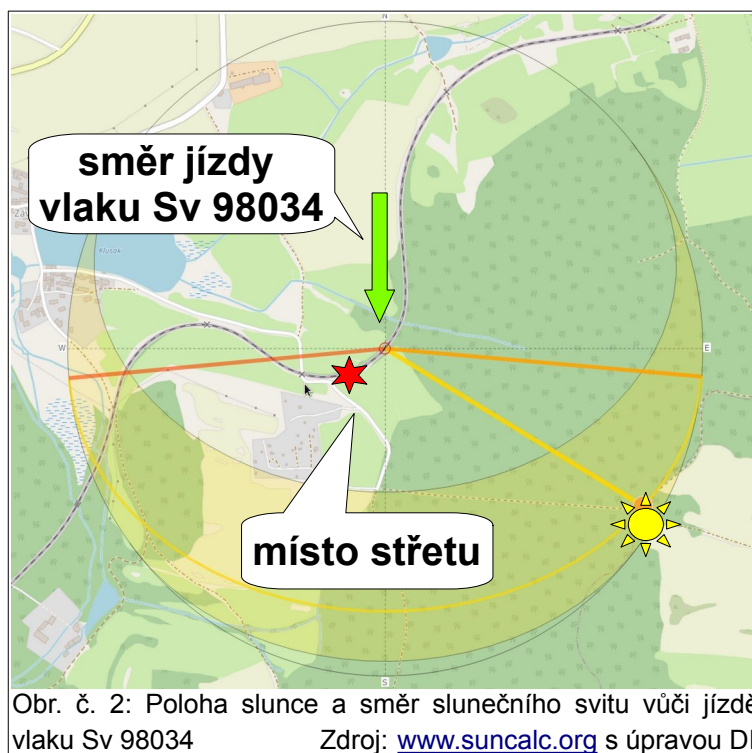 N
směr jízdy
vlaku Sv 98034
Klusák
W
E
místo střetu
S
Obr. č. 2: Poloha slunce a směr slunečního svitu vůči jízdě
vlaku Sv 98034 Zdroj: www.suncalc.org s úpravou D